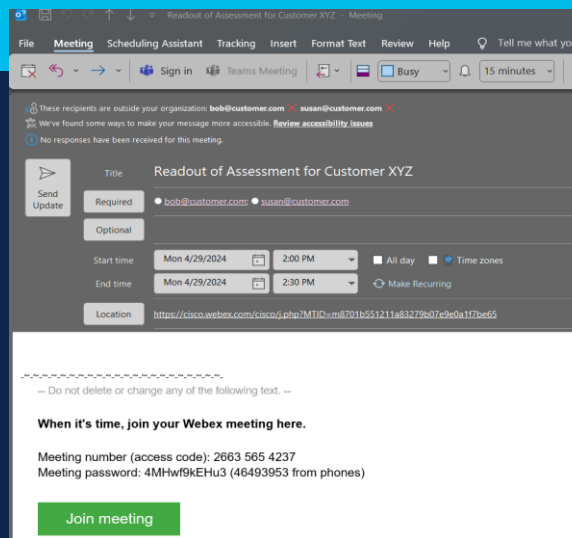 Readout of Assessment for Customer XYZ - Meeting
File Meeting Scheduling Assistant Tracking Insert Format Text Review Help Tell me what yo
Sign in Teams Meeting Busy 15 minutes
These recipients are outside your organization: bob@customer.com susan@customer.com
We've found some ways to make your message more accessible. Review accessibility issues
No responses have been received for this meeting.
Send Update
Title Readout of Assessment for Customer XYZ
Required bob@customer.com; susan@customer.com
Optional
Start time Mon 4/29/2024 2:00 PM All day Time zones
End time Mon 4/29/2024 2:30 PM Make Recurring
Location https://cisco.webex.com/cisco/j.php?MTID=m8701b551211a83279b07e9e0a1f7be65
-~-~-~-~-~-~-~-~-~-~-~-~-~-~-~-~-~-~-~-~-~-~-~-.
-- Do not delete or change any of the following text. --
When it's time, join your Webex meeting here.
Meeting number (access code): 2663 565 4237
Meeting password: 4MHwf9kEHu3 (46493953 from phones)
Join meeting